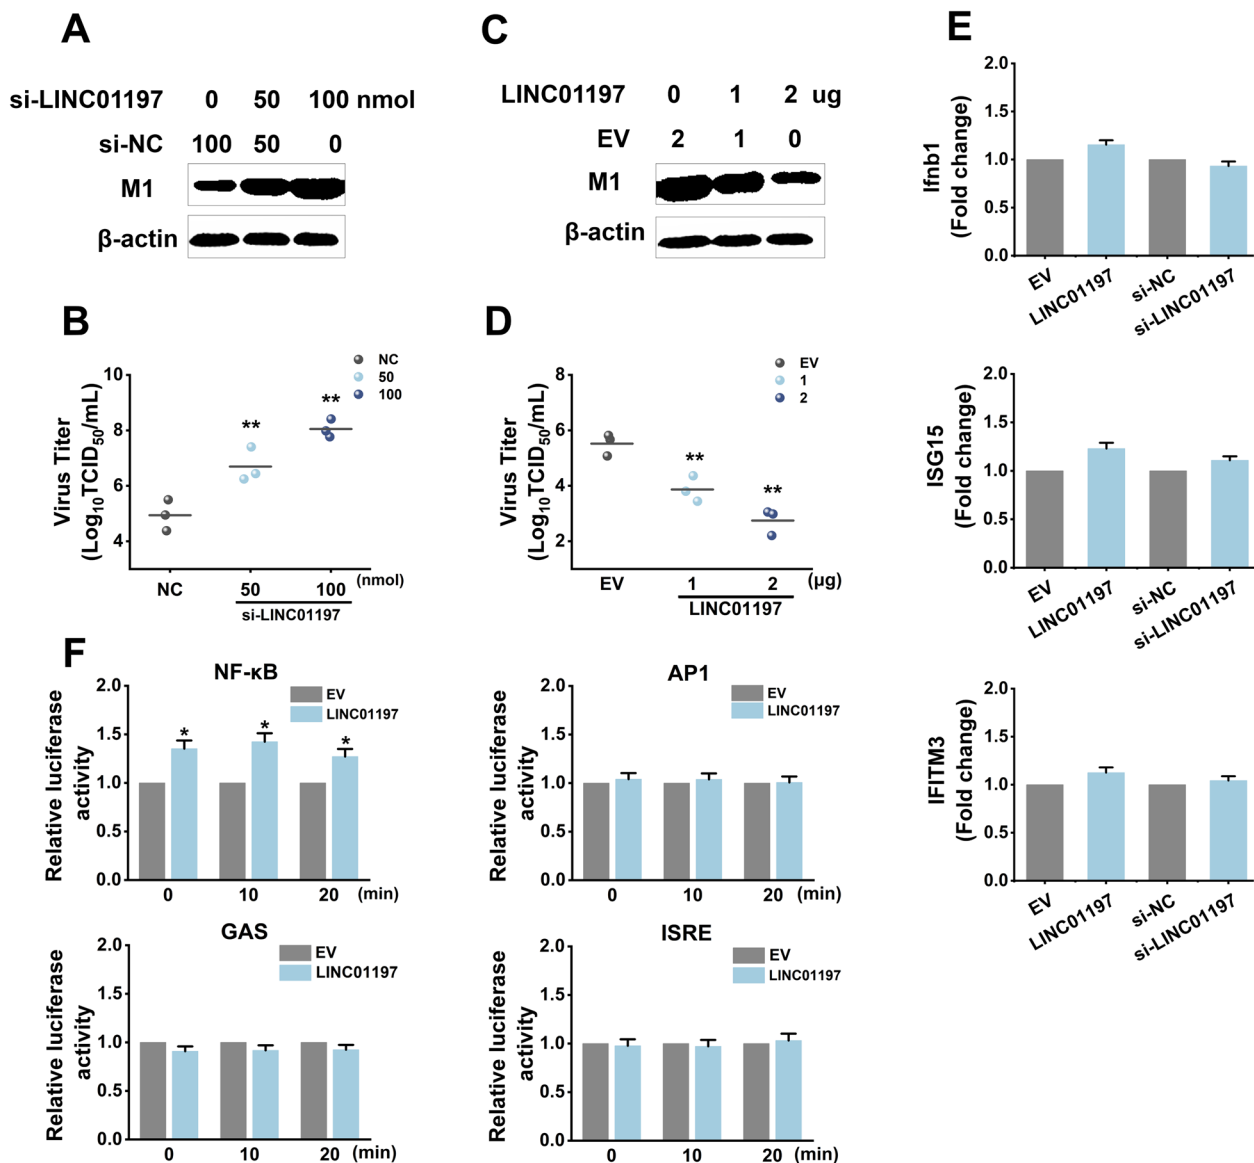 A
si-LINC01197 0 50 100 nmol
si-NC 100 50 0
M1
β-actin
B
NC
50
100
Virus Titer
(Log10 TCID50/mL)
10
8
6
4
**
**
NC 50 100 (nmol)
si-LINC01197
C
LINC01197 0 1 2 ug
EV 2 1 0
M1
β-actin
D
EV
1
2
Virus Titer
(Log10 TCID50/mL)
8
6
4
2
**
**
EV 1 2 (μg)
LINC01197
E
Ifnb1
(Fold change)
2.0
1.5
1.0
0.5
0.0
EV LINC01197 si-NC si-LINC01197
ISG15
(Fold change)
2.0
1.5
1.0
0.5
0.0
EV LINC01197 si-NC si-LINC01197
IFITM3
(Fold change)
2.0
1.5
1.0
0.5
0.0
EV LINC01197 si-NC si-LINC01197
F
NF-κB
EV
LINC01197
Relative luciferase
activity
2.0
1.5
1.0
0.5
0.0
* * *
0 10 20 (min)
AP1
EV
LINC01197
Relative luciferase
activity
2.0
1.5
1.0
0.5
0.0
0 10 20 (min)
GAS
EV
LINC01197
Relative luciferase
activity
2.0
1.5
1.0
0.5
0.0
0 10 20 (min)
ISRE
EV
LINC01197
Relative luciferase
activity
2.0
1.5
1.0
0.5
0.0
0 10 20 (min)